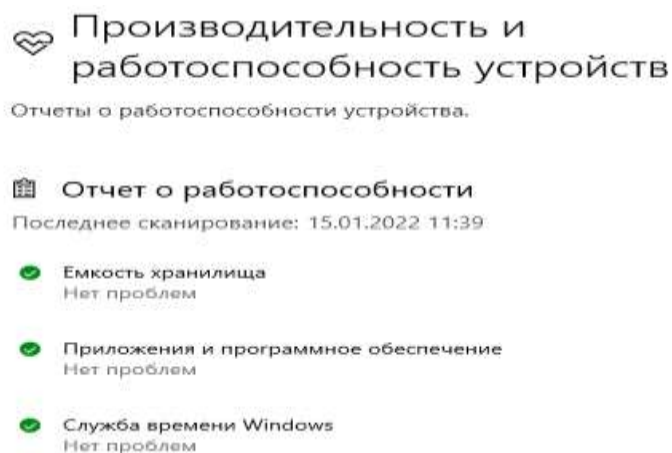 Производительность и
работоспособность устройств
Отчеты о работоспособности устройства.
Отчет о работоспособности
Последнее сканирование: 15.01.2022 11:39
Емкость хранилища
Нет проблем
Приложения и программное обеспечение
Нет проблем
Служба времени Windows
Нет проблем